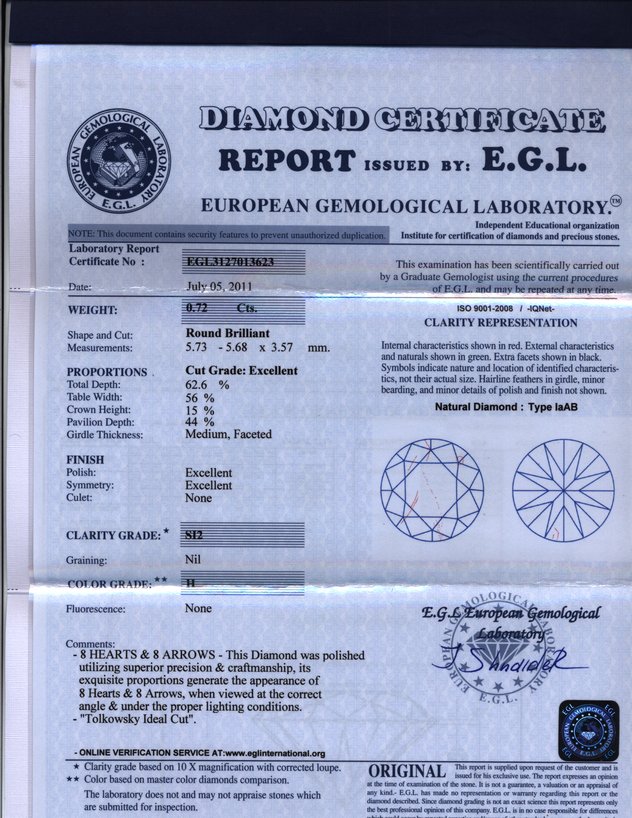 DIAMOND CERTIFICATE
REPORT ISSUED BY: E.G.L.
EUROPEAN GEMOLOGICAL LABORATORY.™
EUROPEAN GEMOLOGICAL LABORATORY
E.G.L.
Independent Educational organization
Institute for certification of diamonds and precious stones.
NOTE: This document contains security features to prevent unauthorized duplication.
Laboratory Report
Certificate No : EGL3127013623
Date: July 05, 2011
WEIGHT: 0.72 Cts.
Shape and Cut: Round Brilliant
Measurements: 5.73 - 5.68 x 3.57 mm.
PROPORTIONS . Cut Grade: Excellent
Total Depth: 62.6 %
Table Width: 56 %
Crown Height: 15 %
Pavilion Depth: 44 %
Girdle Thickness: Medium, Faceted
FINISH
Polish: Excellent
Symmetry: Excellent
Culet: None
CLARITY GRADE: * SI2
Graining: Nil
COLOR GRADE: ** H
Fluorescence: None
Comments:
- 8 HEARTS & 8 ARROWS - This Diamond was polished
utilizing superior precision & craftmanship, its
exquisite proportions generate the appearance of
8 Hearts & 8 Arrows, when viewed at the correct
angle & under the proper lighting conditions.
- "Tolkowsky Ideal Cut".
- ONLINE VERIFICATION SERVICE AT:www.eglinternational.org
* Clarity grade based on 10 X magnification with corrected loupe.
** Color based on master color diamonds comparison.
The laboratory does not and may not appraise stones which
are submitted for inspection.
This examination has been scientifically carried out
by a Graduate Gemologist using the current procedures
of E.G.L. and may be repeated at any time.
ISO 9001-2008 / -IQNet-
CLARITY REPRESENTATION
Internal characteristics shown in red. External characteristics
and naturals shown in green. Extra facets shown in black.
Symbols indicate nature and location of identified characteris-
tics, not their actual size. Hairline feathers in girdle, minor
bearding, and minor details of polish and finish not shown.
Natural Diamond : Type IaAB
E.G.L European Gemological
Laboratory
EUROPEAN GEMOLOGICAL LABORATORY
E.G.L.
EGL
EGL
E.G.L.
ORIGINAL This report is supplied upon request of the customer and is
issued for his exclusive use. The report expresses an opinion
at the time of examination of the stone. It is not a guarantee, a valuation or an appraisal of
any kind.- E.G.L. has made no representation or warranty regarding this report or the
diamond described. Since diamond grading is not an exact science this report represents only
the best professional opinion of this company. E.G.L. is in no case responsible for differences